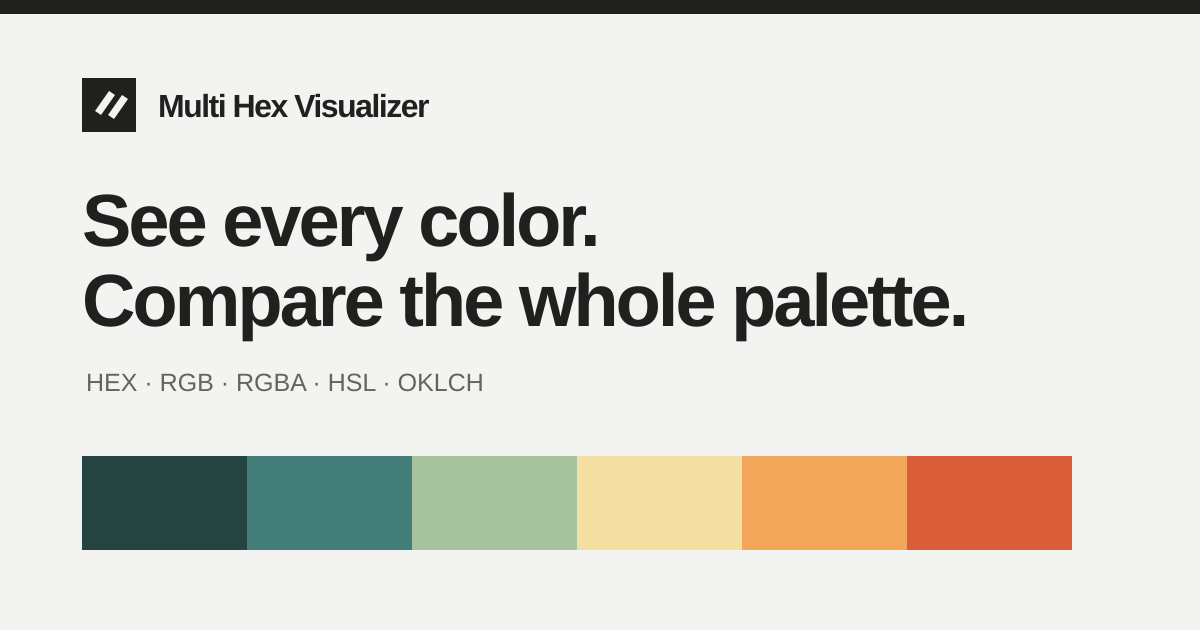 Multi Hex Visualizer
See every color.
Compare the whole palette.
HEX · RGB · RGBA · HSL · OKLCH